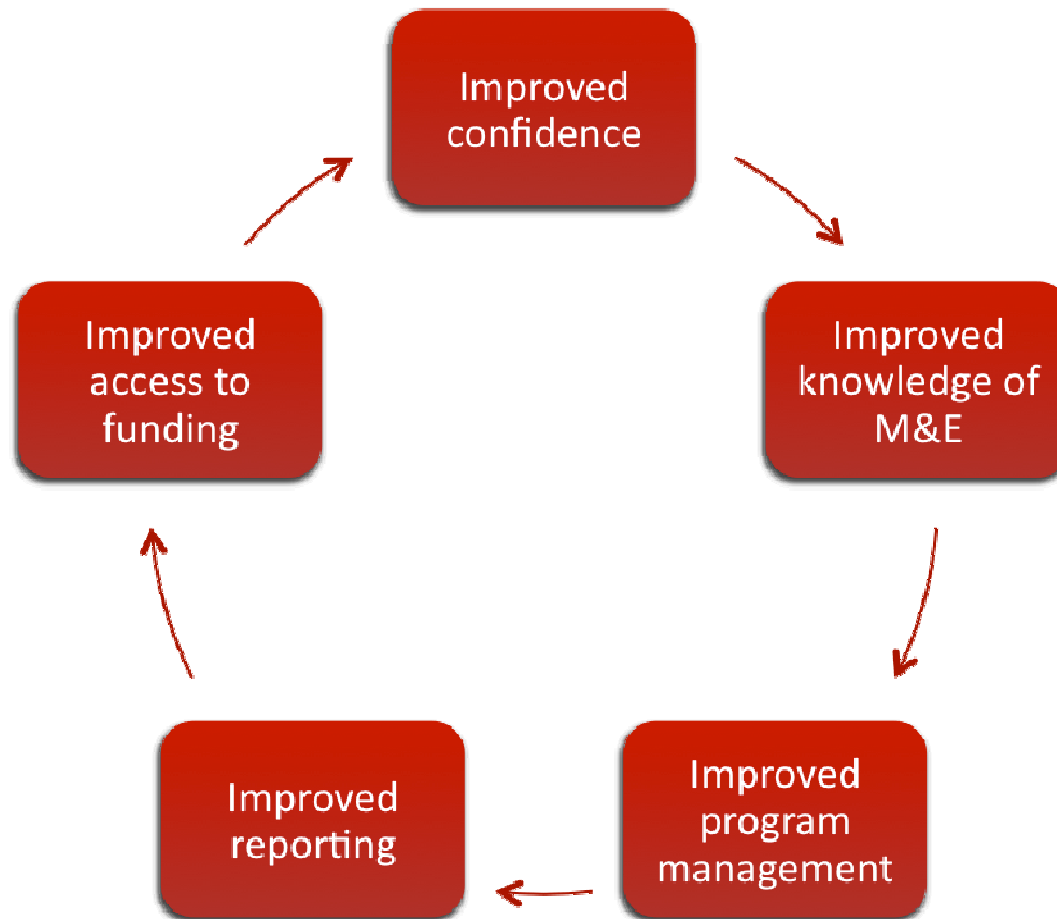 Improved
confidence
Improved
knowledge of
M&E
Improved
program
management
Improved
reporting
Improved
access to
funding